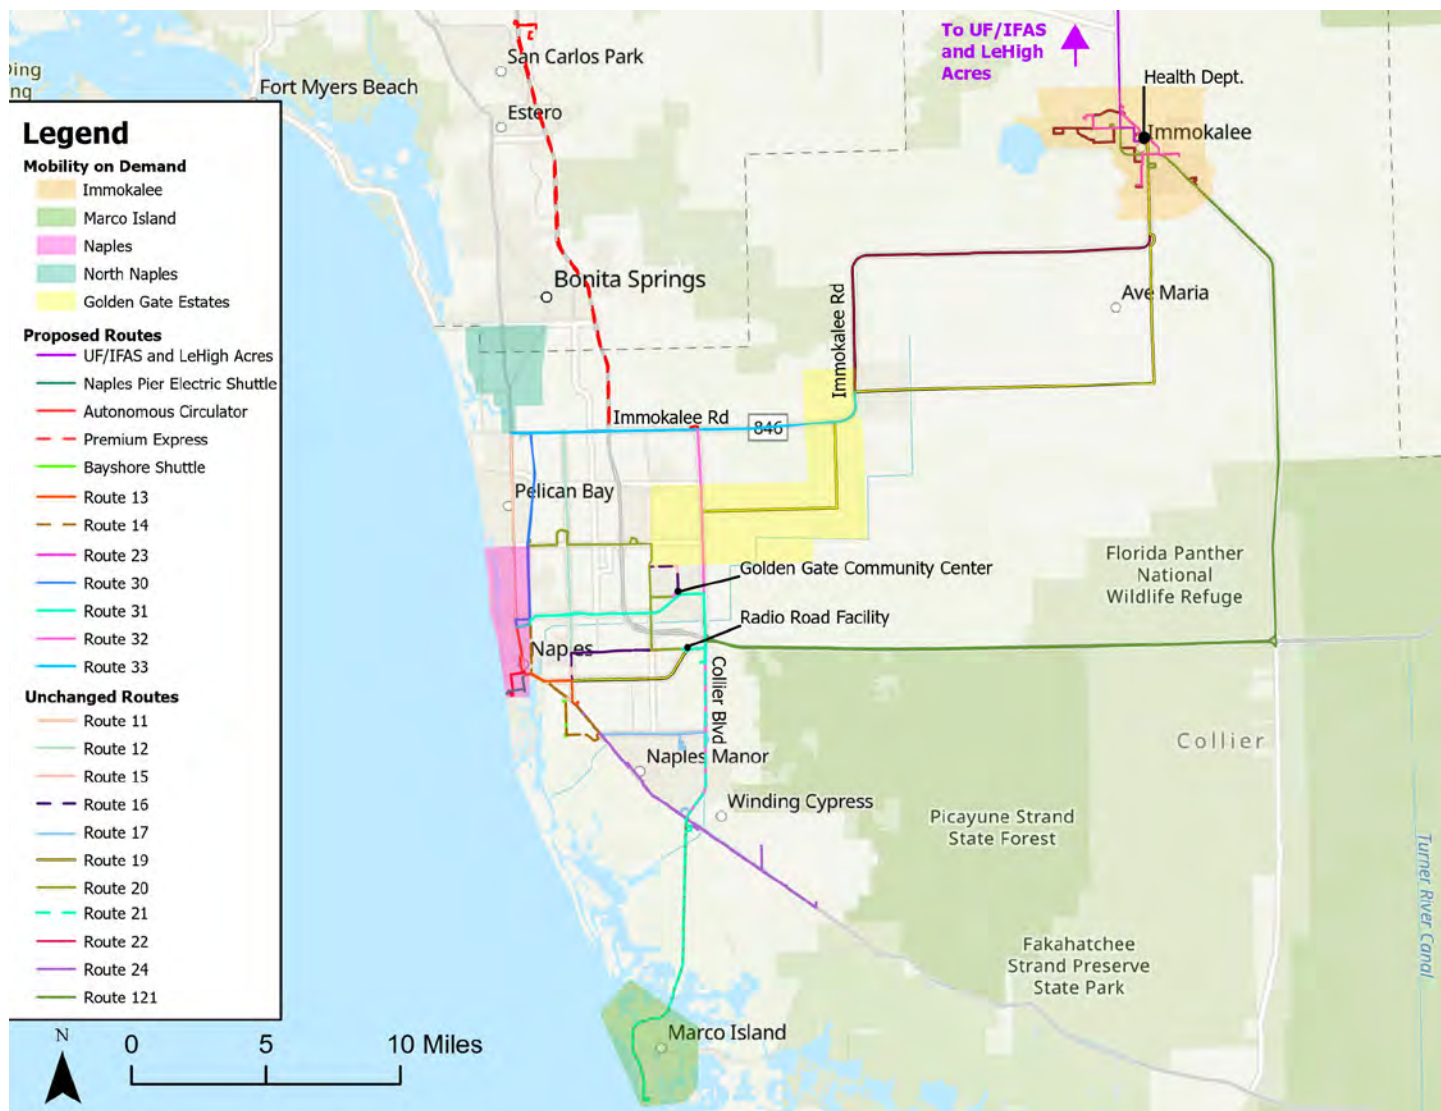 To UF/IFAS
and LeHigh
Acres
Health Dept.
San Carlos Park
Fort Myers Beach
Estero
Immokalee
Legend
Mobility on Demand
Immokalee
Marco Island
Naples
North Naples
Golden Gate Estates
Proposed Routes
UF/IFAS and LeHigh Acres
Naples Pier Electric Shuttle
Autonomous Circulator
Premium Express
Bayshore Shuttle
Route 13
Route 14
Route 23
Route 30
Route 31
Route 32
Route 33
Unchanged Routes
Route 11
Route 12
Route 15
Route 16
Route 17
Route 19
Route 20
Route 21
Route 22
Route 24
Route 121
Bonita Springs
Ave Maria
Immokalee Rd
Immokalee Rd
846
Pelican Bay
Golden Gate Community Center
Radio Road Facility
Florida Panther
National
Wildlife Refuge
Naples
Collier Blvd
Naples Manor
Collier
Winding Cypress
Picayune Strand
State Forest
Turner River Canal
Fakahatchee
Strand Preserve
State Park
Marco Island
N
0 5 10 Miles